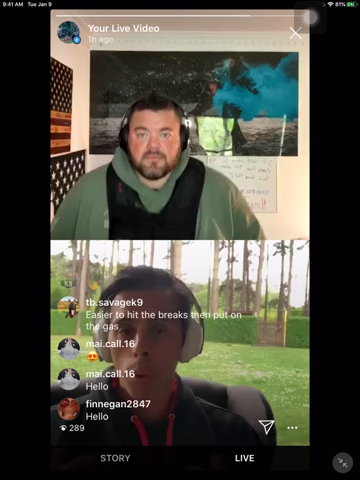 9:41 AM Tue Jan 9
81%
Your Live Video
1h ago
tb.savagek9
Easier to hit the breaks then put on
the gas
mai.call.16
😍
mai.call.16
Hello
finnegan2847
Hello
289
STORY
LIVE